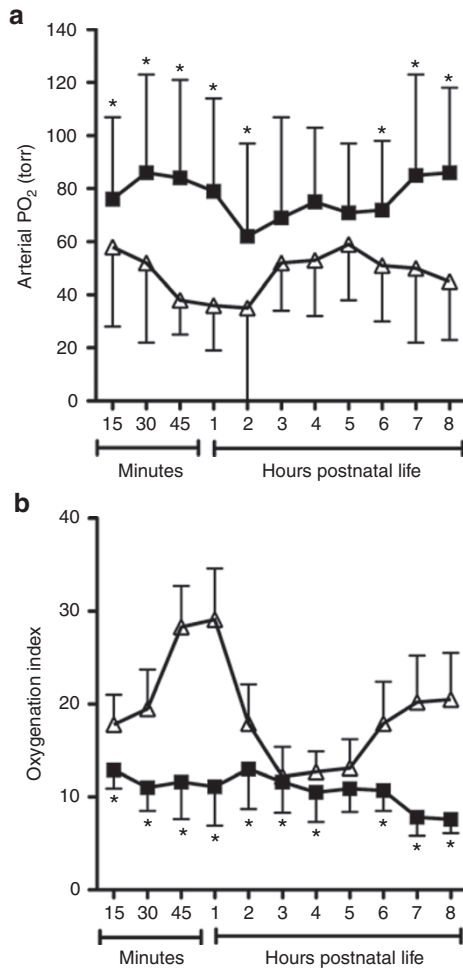 a
140
120
100
80
60
40
20
0
Arterial PO2 (torr)
* * * * * * * *
15 30 45 1 2 3 4 5 6 7 8
Minutes Hours postnatal life
b
40
30
20
10
0
Oxygenation index
* * * * * * * * * *
15 30 45 1 2 3 4 5 6 7 8
Minutes Hours postnatal life